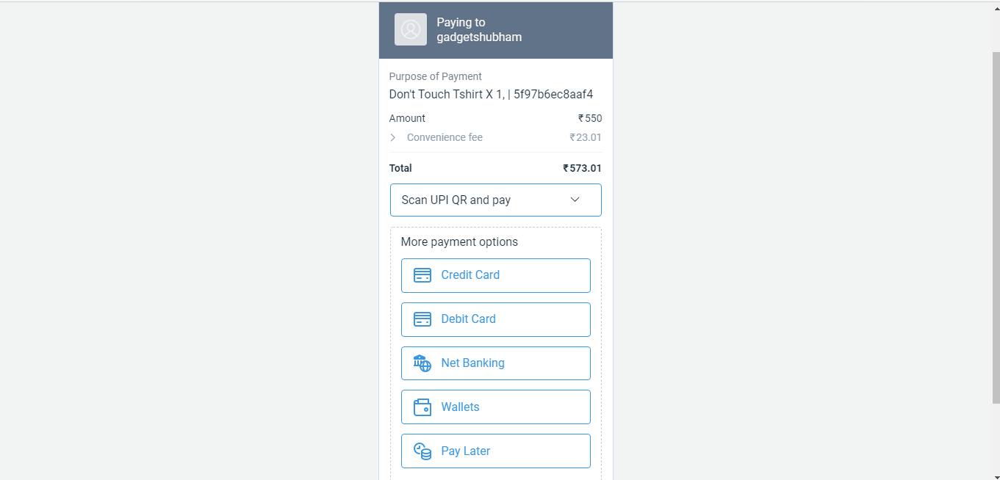 Paying to
gadgetshubham
Purpose of Payment
Don't Touch Tshirt X 1, | 5f97b6ec8aaf4
Amount ₹550
Convenience fee ₹23.01
Total ₹573.01
Scan UPI QR and pay
More payment options
Credit Card
Debit Card
Net Banking
Wallets
Pay Later